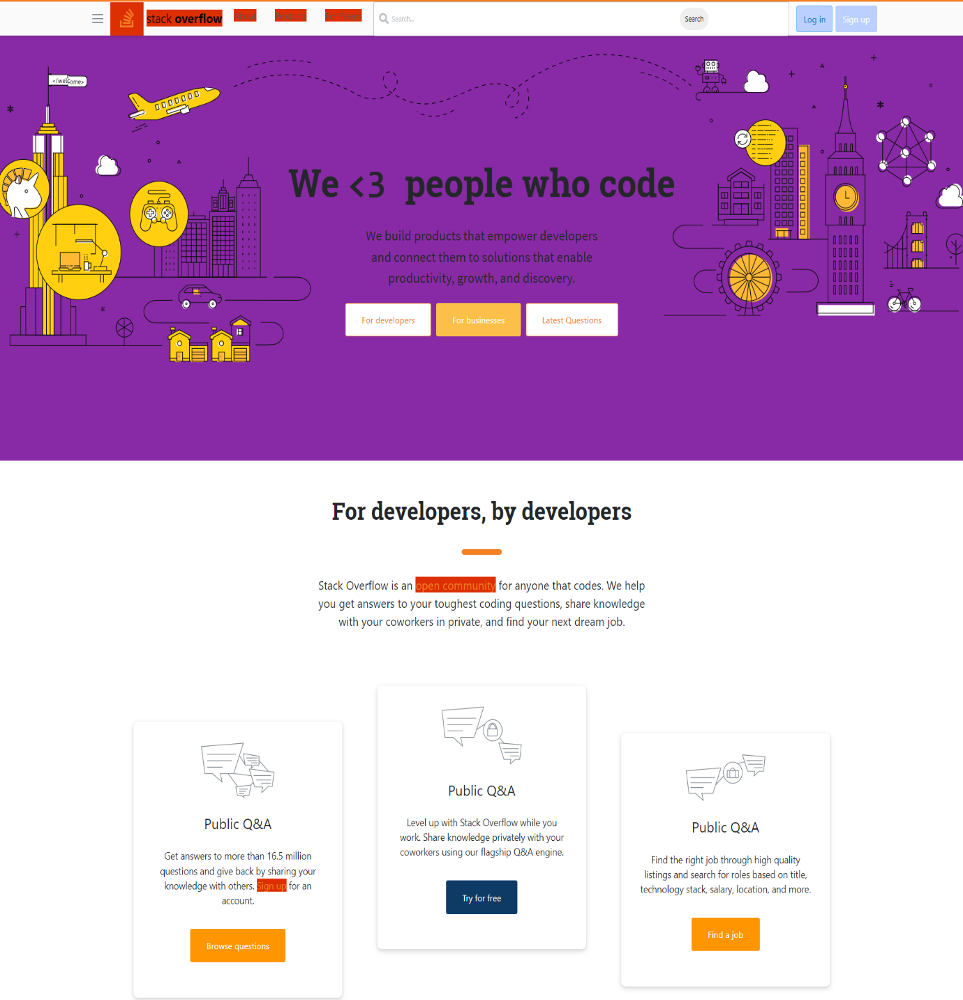 stack overflow About Products For Teams Search... Search Log in Sign up
</welcome>
We <3 people who code
We build products that empower developers
and connect them to solutions that enable
productivity, growth, and discovery.
For developers For businesses Latest Questions
For developers, by developers
Stack Overflow is an open community for anyone that codes. We help
you get answers to your toughest coding questions, share knowledge
with your coworkers in private, and find your next dream job.
Public Q&A
Get answers to more than 16.5 million
questions and give back by sharing your
knowledge with others. Sign up for an
account.
Browse questions
Public Q&A
Level up with Stack Overflow while you
work. Share knowledge privately with your
coworkers using our flagship Q&A engine.
Try for free
Public Q&A
Find the right job through high quality
listings and search for roles based on title,
technology stack, salary, location, and more.
Find a job